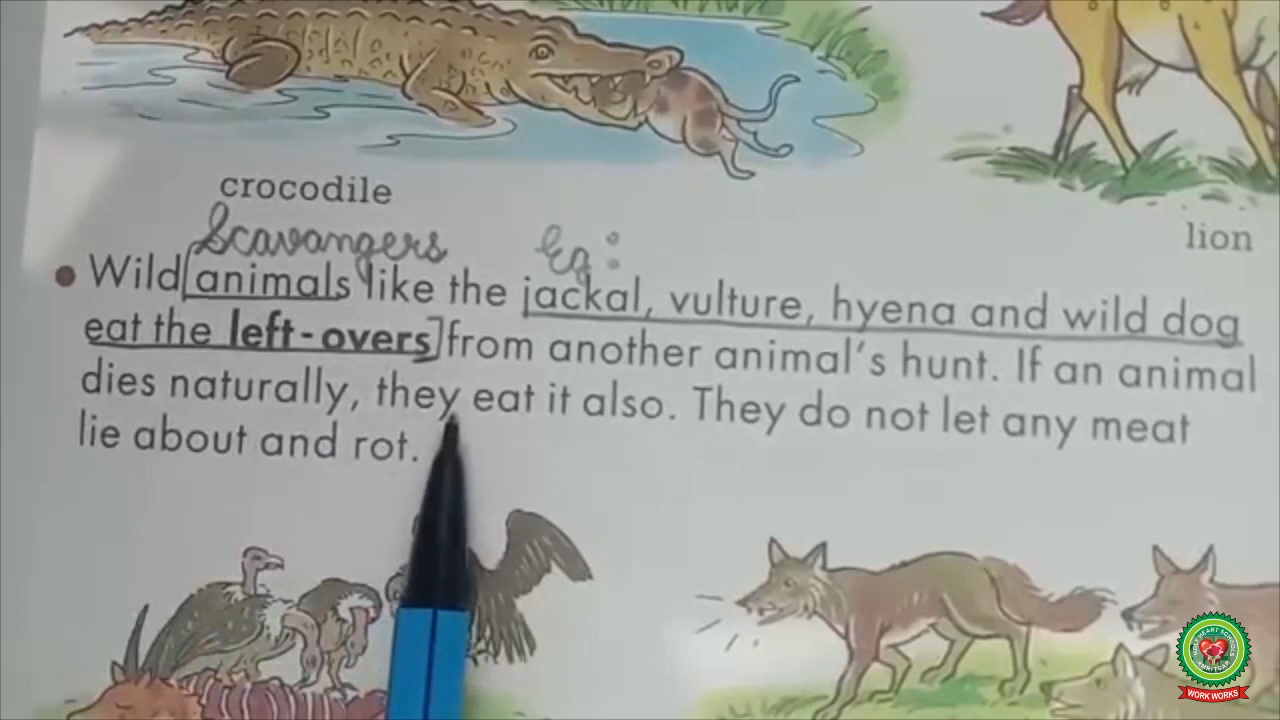 crocodile
lion
Scavangers Eg:
• Wild animals like the jackal, vulture, hyena and wild dog
eat the left-overs from another animal's hunt. If an animal
dies naturally, they eat it also. They do not let any meat
lie about and rot.
WORK WORKS